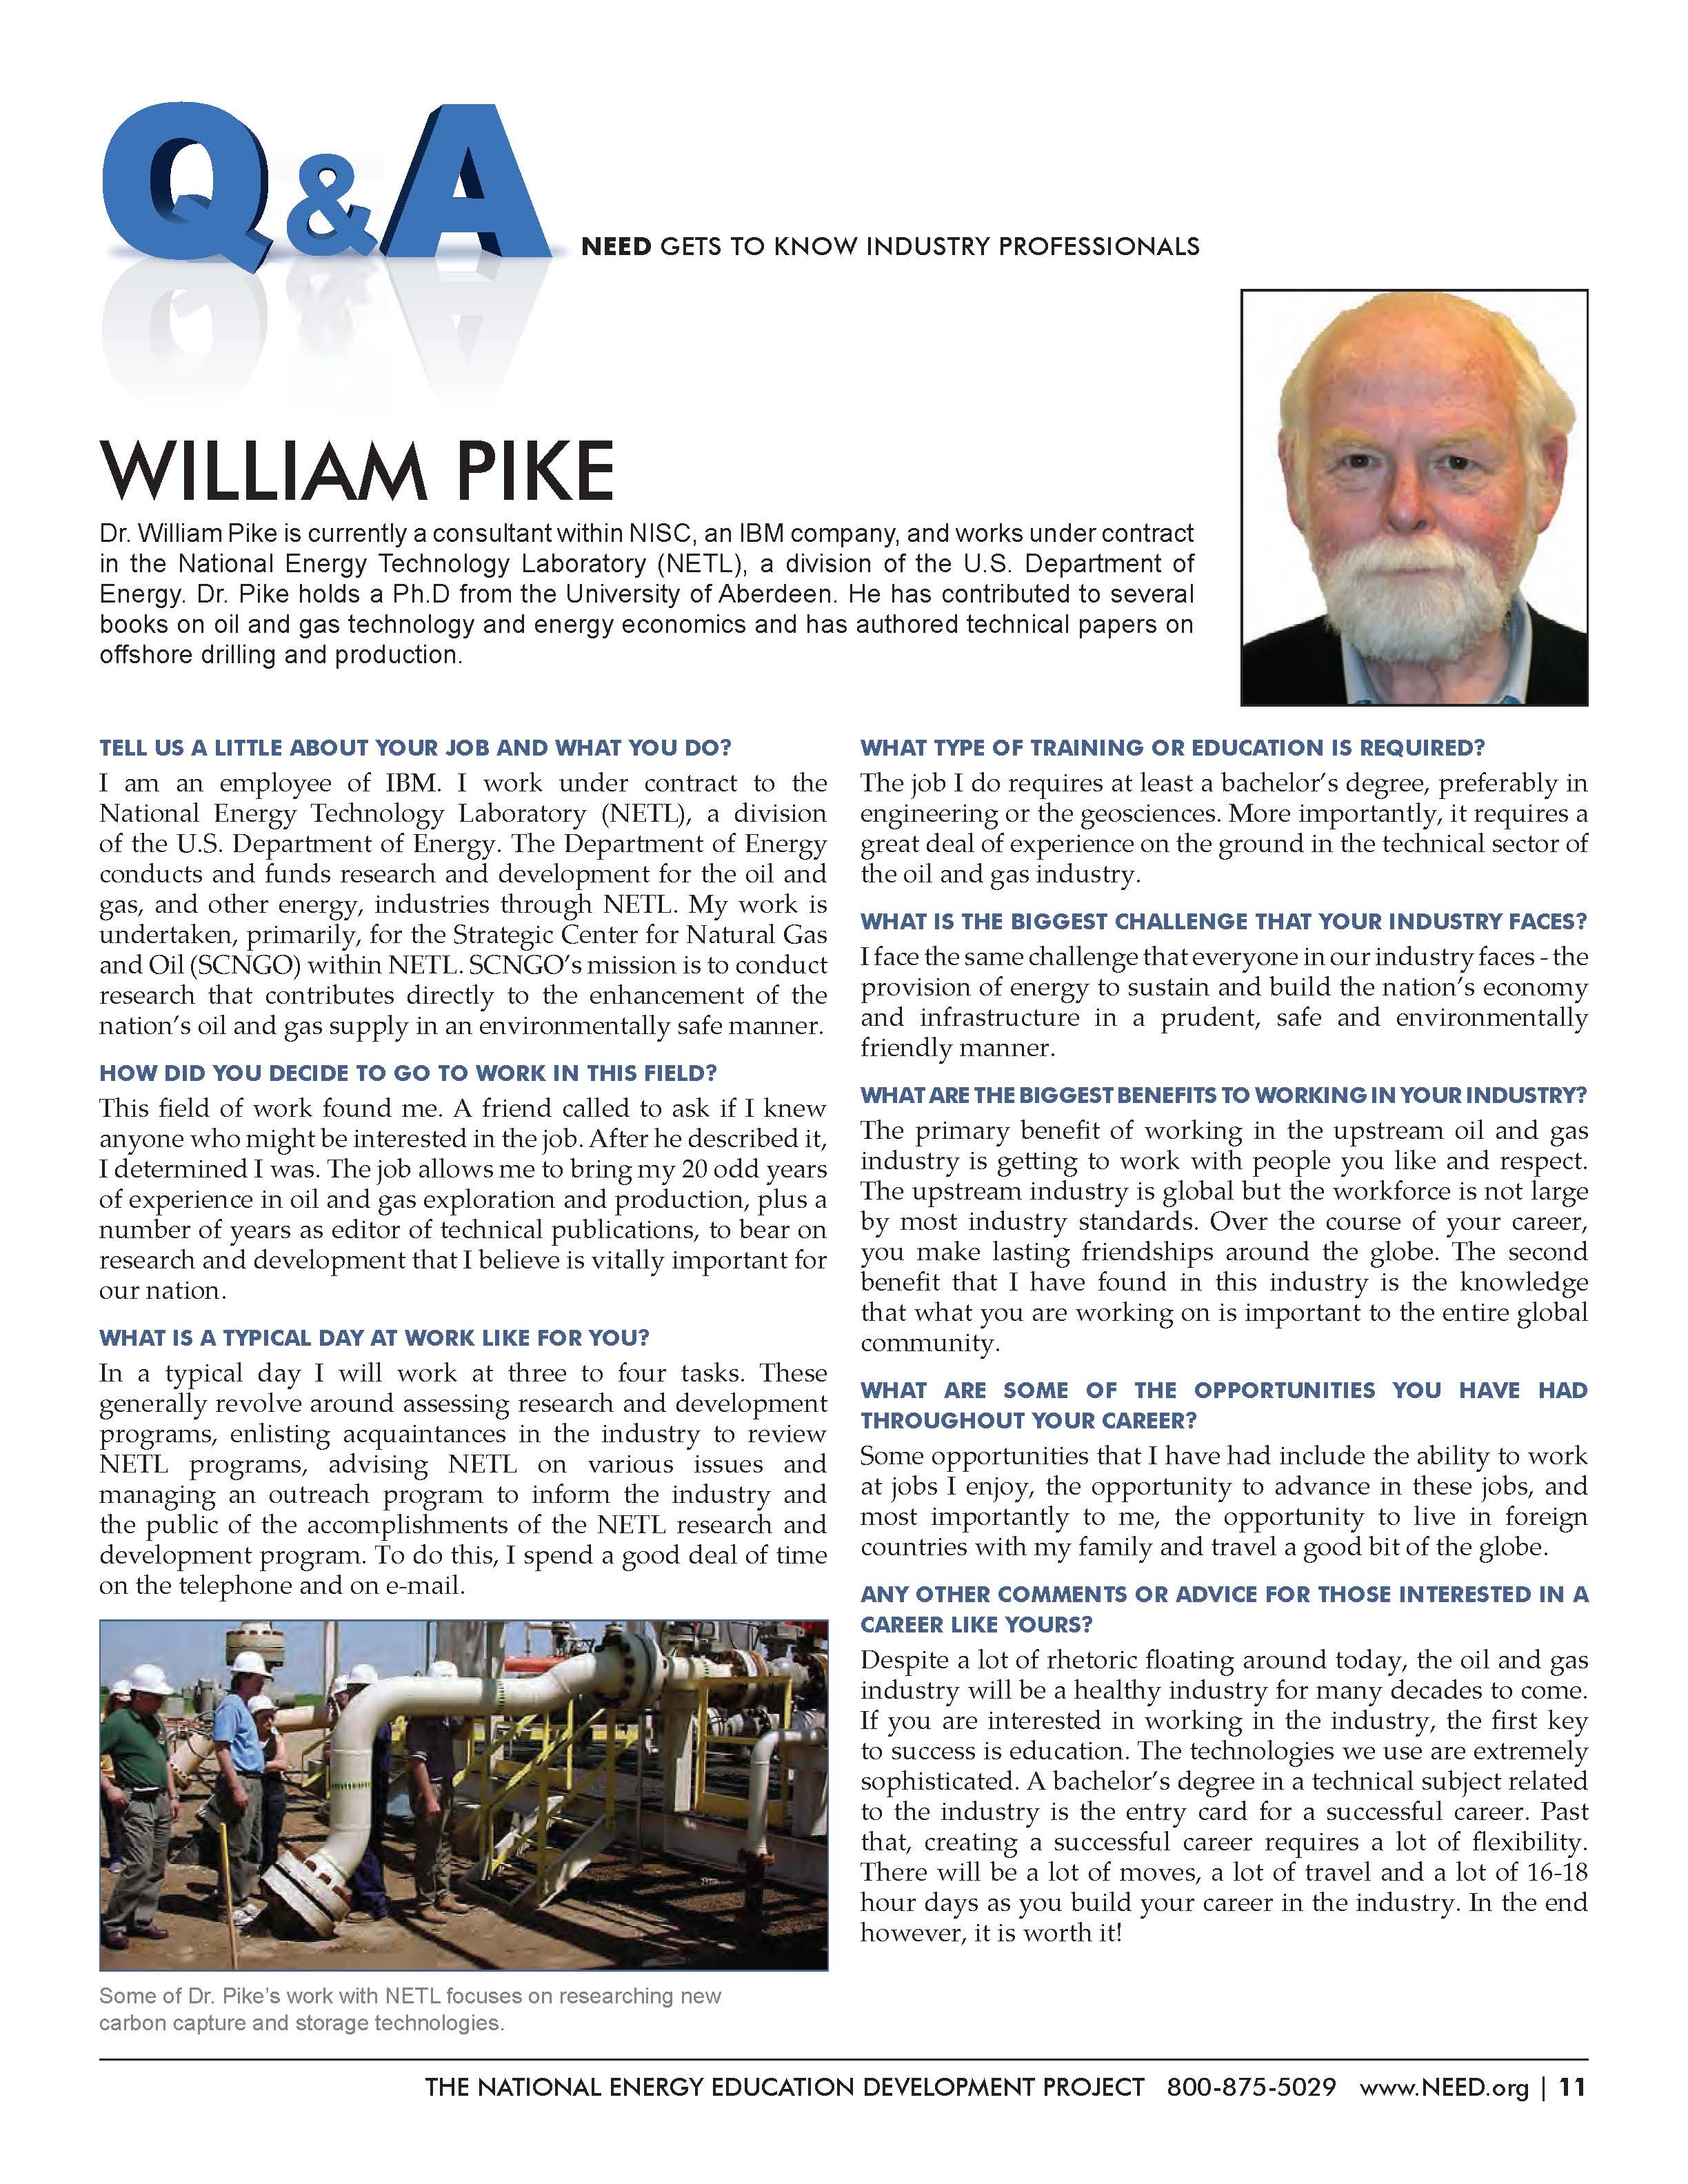 Q&A
NEED GETS TO KNOW INDUSTRY PROFESSIONALS
WILLIAM PIKE
Dr. William Pike is currently a consultant within NISC, an IBM company, and works under contract
in the National Energy Technology Laboratory (NETL), a division of the U.S. Department of
Energy. Dr. Pike holds a Ph.D from the University of Aberdeen. He has contributed to several
books on oil and gas technology and energy economics and has authored technical papers on
offshore drilling and production.
TELL US A LITTLE ABOUT YOUR JOB AND WHAT YOU DO?
I am an employee of IBM. I work under contract to the
National Energy Technology Laboratory (NETL), a division
of the U.S. Department of Energy. The Department of Energy
conducts and funds research and development for the oil and
gas, and other energy, industries through NETL. My work is
undertaken, primarily, for the Strategic Center for Natural Gas
and Oil (SCNGO) within NETL. SCNGO's mission is to conduct
research that contributes directly to the enhancement of the
nation's oil and gas supply in an environmentally safe manner.
HOW DID YOU DECIDE TO GO TO WORK IN THIS FIELD?
This field of work found me. A friend called to ask if I knew
anyone who might be interested in the job. After he described it,
I determined I was. The job allows me to bring my 20 odd years
of experience in oil and gas exploration and production, plus a
number of years as editor of technical publications, to bear on
research and development that I believe is vitally important for
our nation.
WHAT IS A TYPICAL DAY AT WORK LIKE FOR YOU?
In a typical day I will work at three to four tasks. These
generally revolve around assessing research and development
programs, enlisting acquaintances in the industry to review
NETL programs, advising NETL on various issues and
managing an outreach program to inform the industry and
the public of the accomplishments of the NETL research and
development program. To do this, I spend a good deal of time
on the telephone and on e-mail.
Some of Dr. Pike's work with NETL focuses on researching new
carbon capture and storage technologies.
WHAT TYPE OF TRAINING OR EDUCATION IS REQUIRED?
The job I do requires at least a bachelor's degree, preferably in
engineering or the geosciences. More importantly, it requires a
great deal of experience on the ground in the technical sector of
the oil and gas industry.
WHAT IS THE BIGGEST CHALLENGE THAT YOUR INDUSTRY FACES?
I face the same challenge that everyone in our industry faces - the
provision of energy to sustain and build the nation's economy
and infrastructure in a prudent, safe and environmentally
friendly manner.
WHAT ARE THE BIGGEST BENEFITS TO WORKING IN YOUR INDUSTRY?
The primary benefit of working in the upstream oil and gas
industry is getting to work with people you like and respect.
The upstream industry is global but the workforce is not large
by most industry standards. Over the course of your career,
you make lasting friendships around the globe. The second
benefit that I have found in this industry is the knowledge
that what you are working on is important to the entire global
community.
WHAT ARE SOME OF THE OPPORTUNITIES YOU HAVE HAD
THROUGHOUT YOUR CAREER?
Some opportunities that I have had include the ability to work
at jobs I enjoy, the opportunity to advance in these jobs, and
most importantly to me, the opportunity to live in foreign
countries with my family and travel a good bit of the globe.
ANY OTHER COMMENTS OR ADVICE FOR THOSE INTERESTED IN A
CAREER LIKE YOURS?
Despite a lot of rhetoric floating around today, the oil and gas
industry will be a healthy industry for many decades to come.
If you are interested in working in the industry, the first key
to success is education. The technologies we use are extremely
sophisticated. A bachelor's degree in a technical subject related
to the industry is the entry card for a successful career. Past
that, creating a successful career requires a lot of flexibility.
There will be a lot of moves, a lot of travel and a lot of 16-18
hour days as you build your career in the industry. In the end
however, it is worth it!
THE NATIONAL ENERGY EDUCATION DEVELOPMENT PROJECT 800-875-5029 www.NEED.org | 11